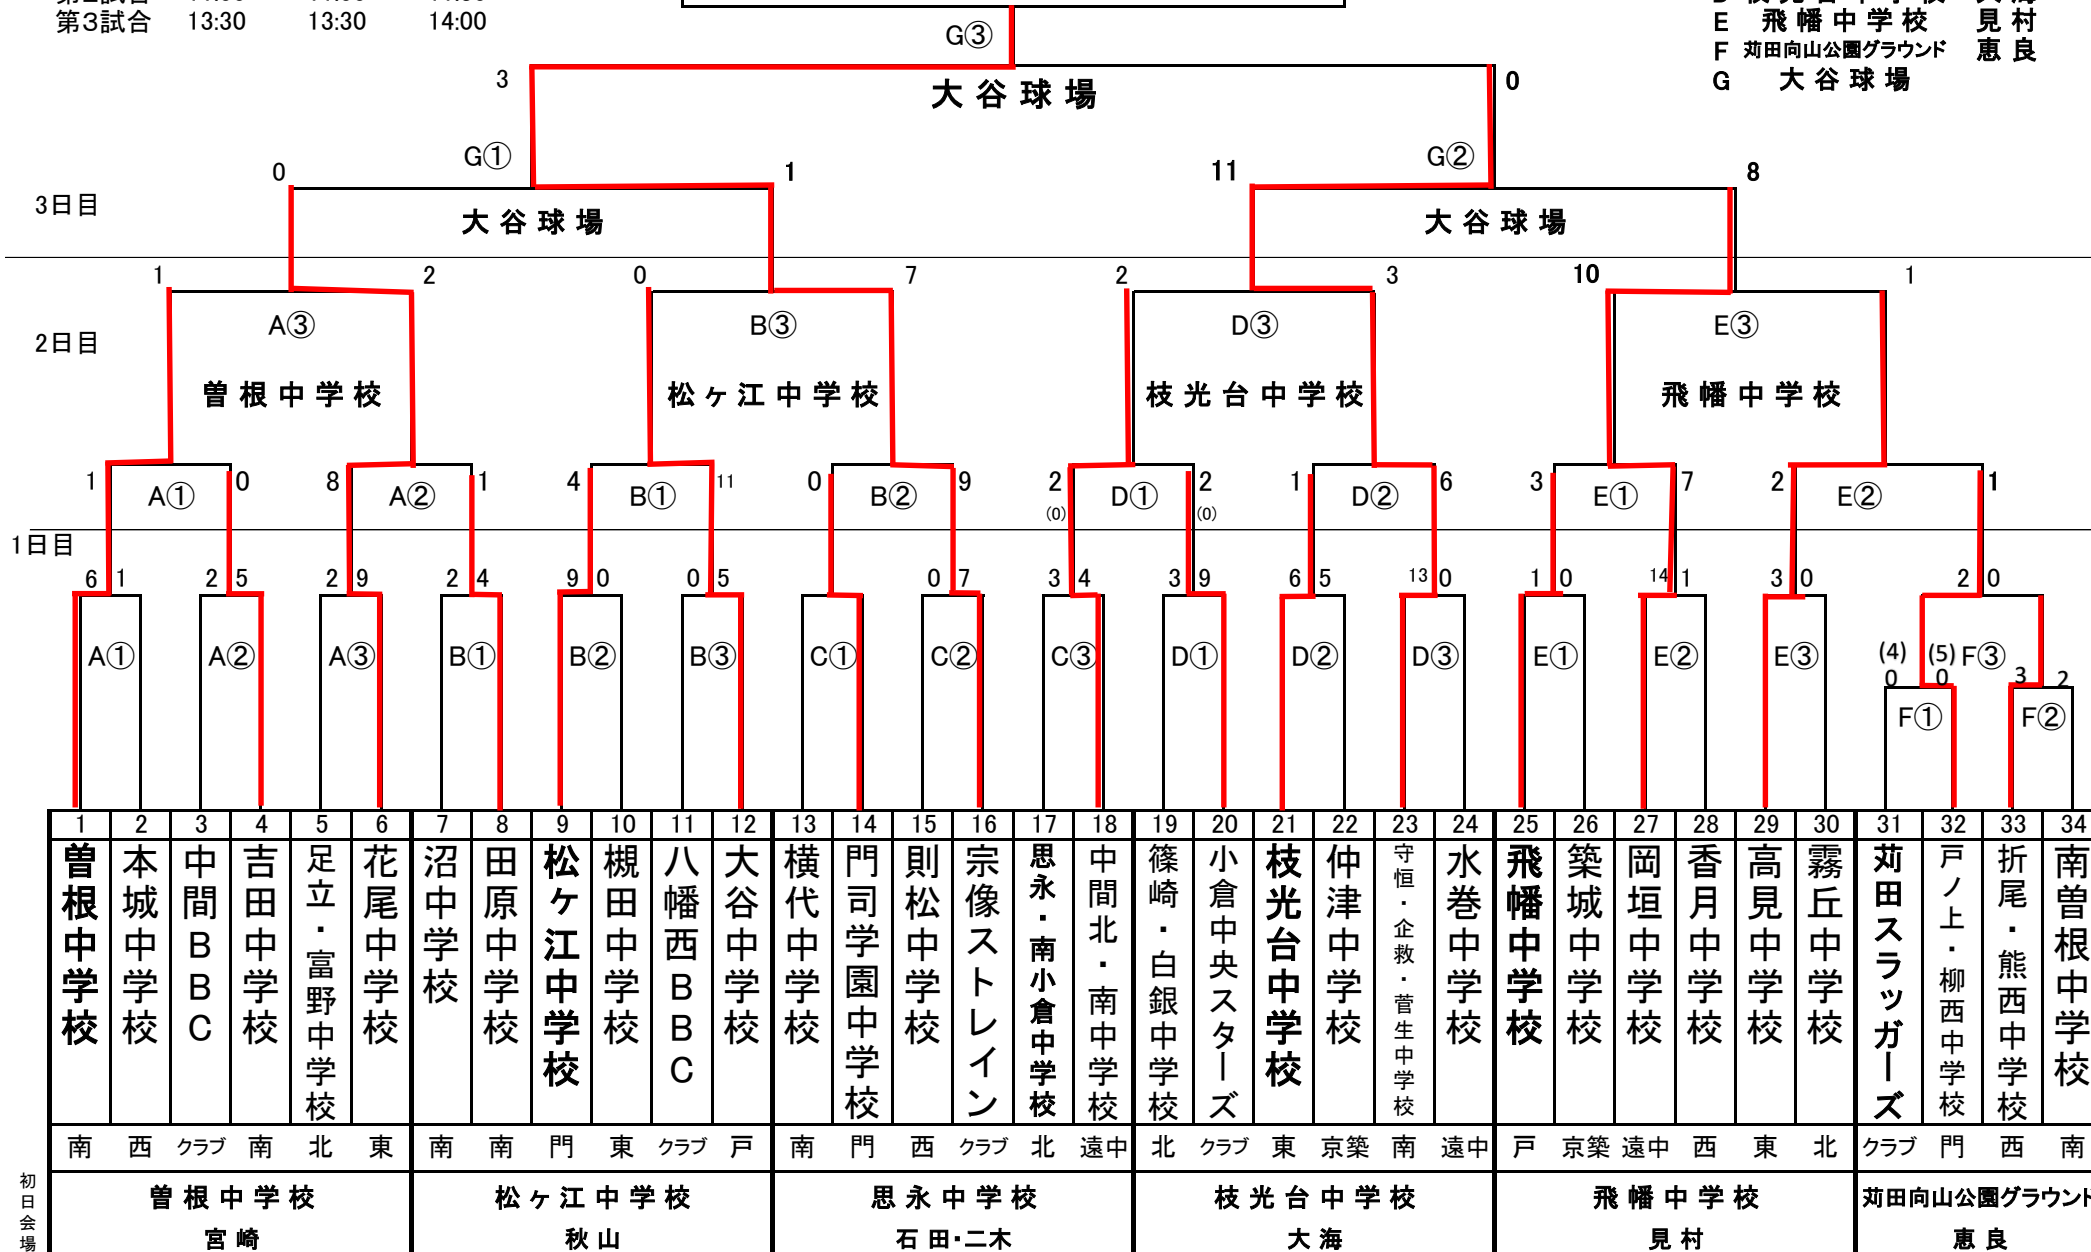 第3試合 13:30 13:30 14:00
E 飛幡中学校 見村
F 苅田向山公園グラウンド 恵良
G 大谷球場
G③
3 大谷球場 0
G① G②
0 1 11 8
3日目
大谷球場 大谷球場
1 2 0 7 2 3 10 1
A③ B③ D③ E③
2日目
曽根中学校 松ヶ江中学校 枝光台中学校 飛幡中学校
1 A① 0 8 A② 1 4 B① 11 0 B② 9 2 D① 2 1 D② 6 3 E① 7 2 E② 1
(0) (0)
1日目
6 1 2 5 2 9 2 4 9 0 0 5 0 7 3 4 3 9 6 5 13 0 1 0 14 1 3 0 2 0
A① A② A③ B① B② B③ C① C② C③ D① D② D③ E① E② E③ (4) (5) F③
0 0 3 2
F① F②
1 2 3 4 5 6 7 8 9 10 11 12 13 14 15 16 17 18 19 20 21 22 23 24 25 26 27 28 29 30 31 32 33 34
曽根中学校
本城中学校
中間BBC
吉田中学校
足立・富野中学校
花尾中学校
沼中学校
田原中学校
松ヶ江中学校
槻田中学校
八幡西BBC
大谷中学校
横代中学校
門司学園中学校
則松中学校
宗像ストレイン
思永・南小倉中学校
中間北・南中学校
篠崎・白銀中学校
小倉中央スターズ
枝光台中学校
仲津中学校
守恒・企救・菅生中学校
水巻中学校
飛幡中学校
築城中学校
岡垣中学校
香月中学校
高見中学校
霧丘中学校
苅田スラッガーズ
戸ノ上・柳西中学校
折尾・熊西中学校
南曽根中学校
南 西 クラブ 南 北 東 南 南 門 東 クラブ 戸 南 門 西 クラブ 北 遠中 北 クラブ 東 京築 南 遠中 戸 京築 遠中 西 東 北 クラブ 門 西 南
初日会場
曽根中学校 松ヶ江中学校 思永中学校 枝光台中学校 飛幡中学校 苅田向山公園グラウンド
宮崎 秋山 石田・二木 大海 見村 恵良